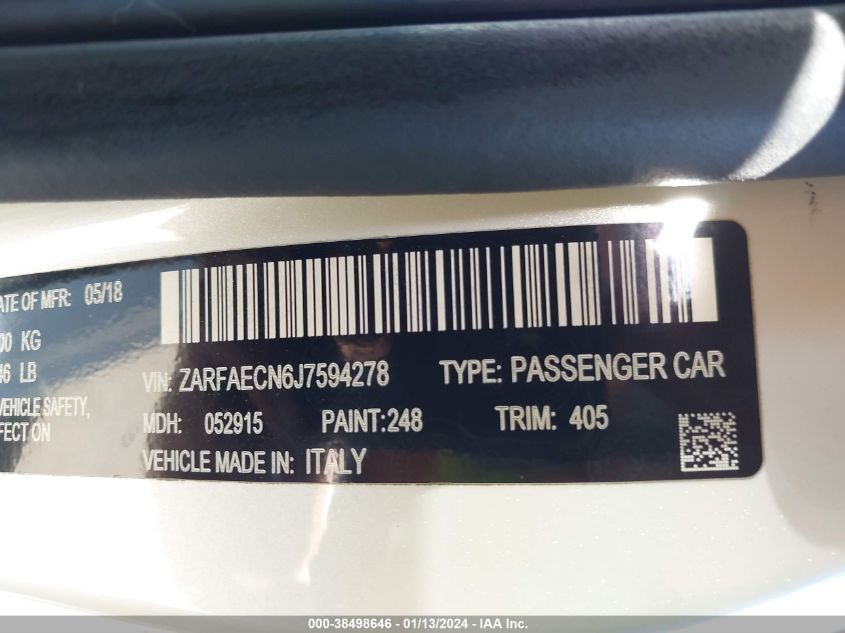 ATE OF MFR: 05/18
00 KG
46 LB
VEHICLE SAFETY,
FECT ON
VIN: ZARFAECN6J7594278 TYPE: PASSENGER CAR
MDH: 052915 PAINT:248 TRIM: 405
VEHICLE MADE IN: ITALY
000-38498646 - 01/13/2024 - IAA Inc.